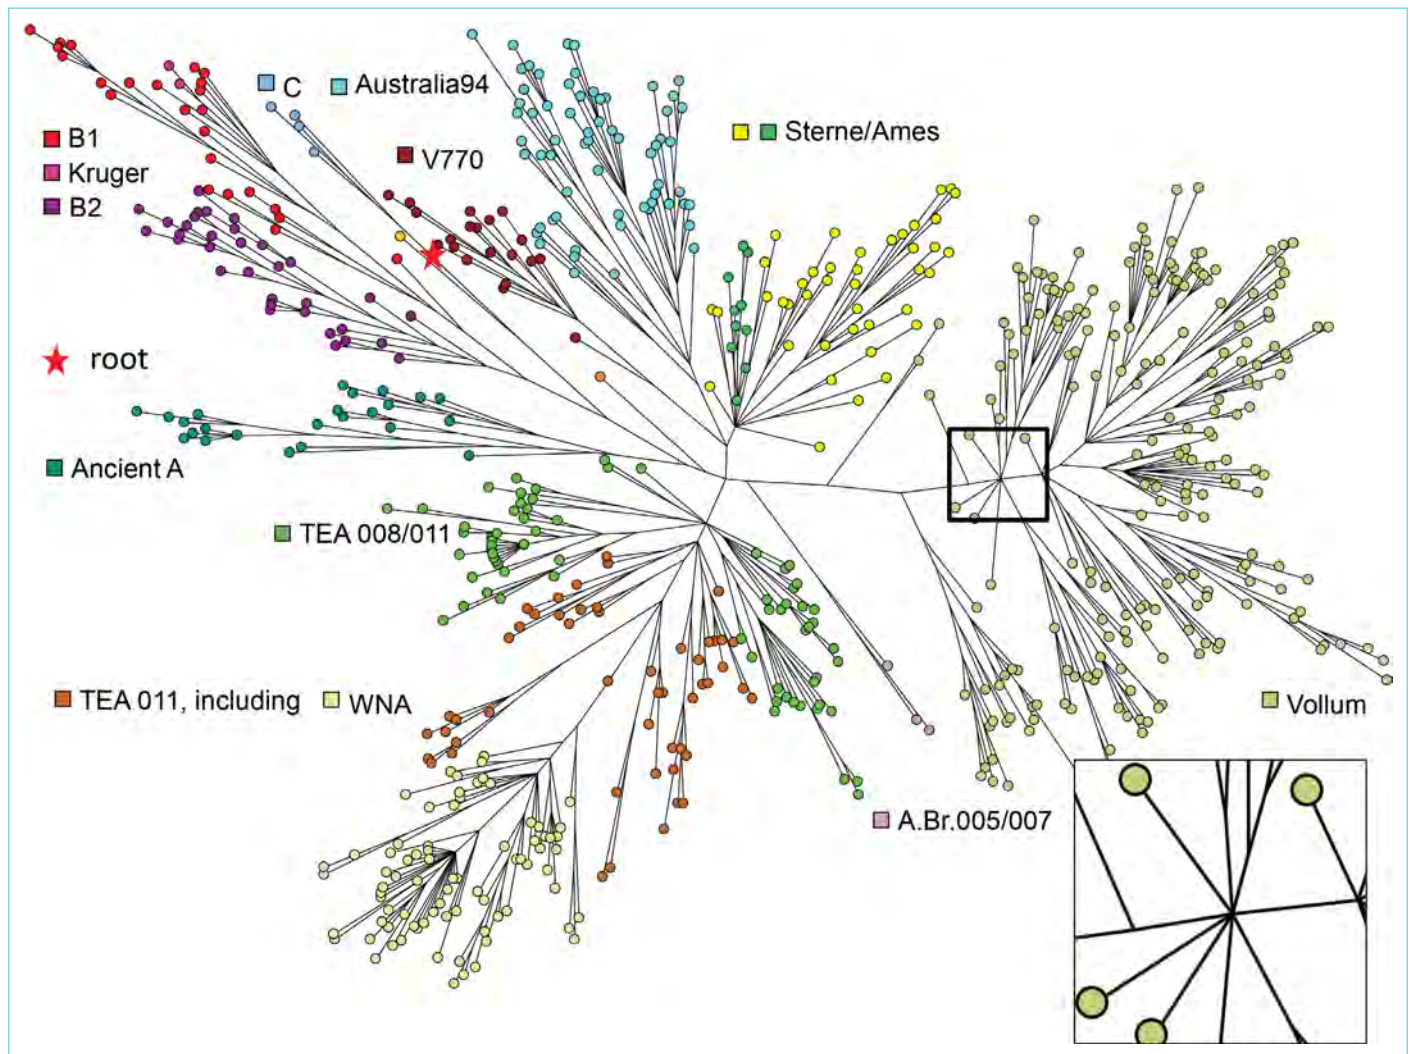 C
Australia94
B1
Kruger
B2
V770
Sterne/Ames
root
Ancient A
TEA 008/011
TEA 011, including
WNA
Vollum
A.Br.005/007